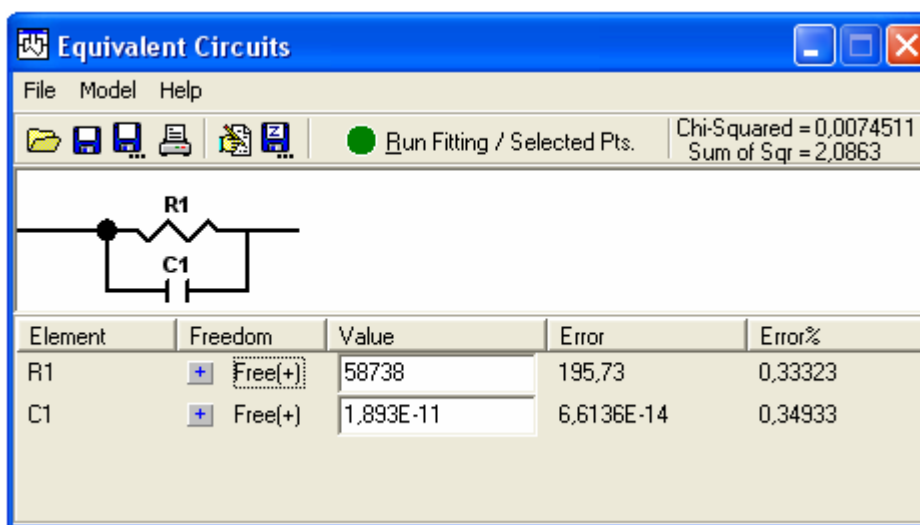 Equivalent Circuits
File Model Help
Run Fitting / Selected Pts.
Chi-Squared = 0,0074511
Sum of Sqr = 2,0863
R1
C1
Element Freedom Value Error Error%
R1 + Free(+) 58738 195,73 0,33323
C1 + Free(+) 1,893E-11 6,6136E-14 0,34933